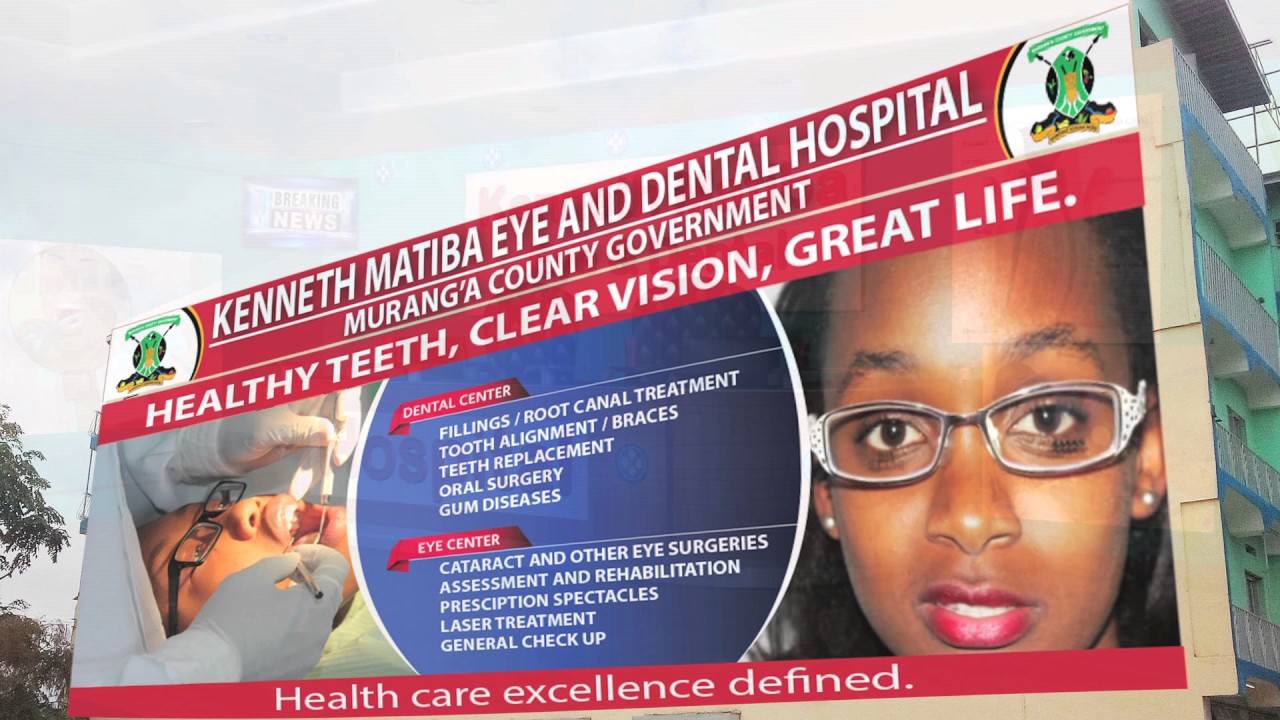 KENNETH MATIBA EYE AND DENTAL HOSPITAL
MURANG'A COUNTY GOVERNMENT
HEALTHY TEETH, CLEAR VISION, GREAT LIFE.
BREAKING
NEWS
DENTAL CENTER
FILLINGS / ROOT CANAL TREATMENT
TOOTH ALIGNMENT / BRACES
TEETH REPLACEMENT
ORAL SURGERY
GUM DISEASES
EYE CENTER
CATARACT AND OTHER EYE SURGERIES
ASSESSMENT AND REHABILITATION
PRESCIPTION SPECTACLES
LASER TREATMENT
GENERAL CHECK UP
Health care excellence defined.